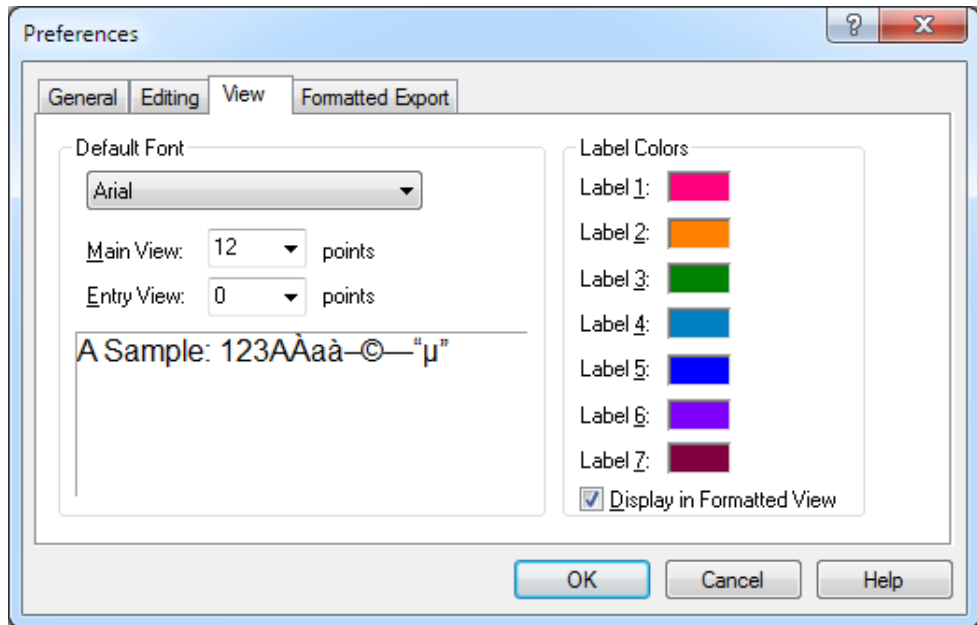 Preferences
?
General Editing View Formatted Export
Default Font
Arial
Main View: 12 points
Entry View: 0 points
A Sample: 123AÀaà–©—“µ”
Label Colors
Label 1:
Label 2:
Label 3:
Label 4:
Label 5:
Label 6:
Label 7:
Display in Formatted View
OK Cancel Help